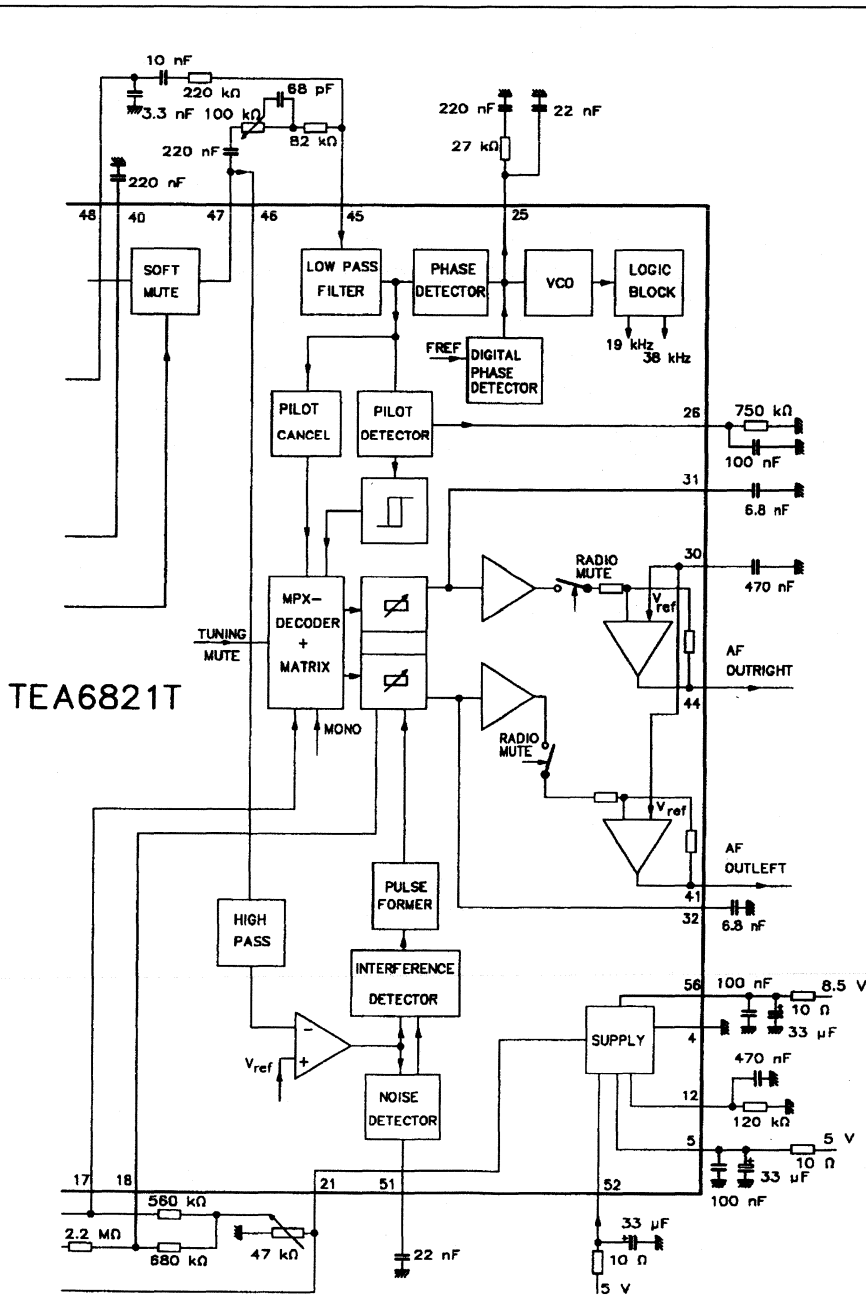 10 nF
220 kΩ
68 pF
3.3 nF
100 kΩ
82 kΩ
220 nF
220 nF
220 nF
22 nF
27 kΩ
48
40
47
46
45
25
SOFT
MUTE
LOW PASS
FILTER
PHASE
DETECTOR
VCO
LOGIC
BLOCK
19 kHz
38 kHz
FREF
DIGITAL
PHASE
DETECTOR
PILOT
CANCEL
PILOT
DETECTOR
26
750 kΩ
100 nF
31
6.8 nF
30
470 nF
RADIO
MUTE
Vref
MPX-
DECODER
+
MATRIX
TUNING
MUTE
AF
OUTRIGHT
44
TEA6821T
MONO
RADIO
MUTE
Vref
AF
OUTLEFT
41
32
6.8 nF
PULSE
FORMER
HIGH
PASS
INTERFERENCE
DETECTOR
56
100 nF
8.5 V
10 Ω
33 µF
4
SUPPLY
−
+
Vref
470 nF
12
120 kΩ
NOISE
DETECTOR
5
5 V
10 Ω
33 µF
100 nF
17
18
21
51
52
560 kΩ
2.2 MΩ
680 kΩ
47 kΩ
22 nF
33 µF
10 Ω
5 V